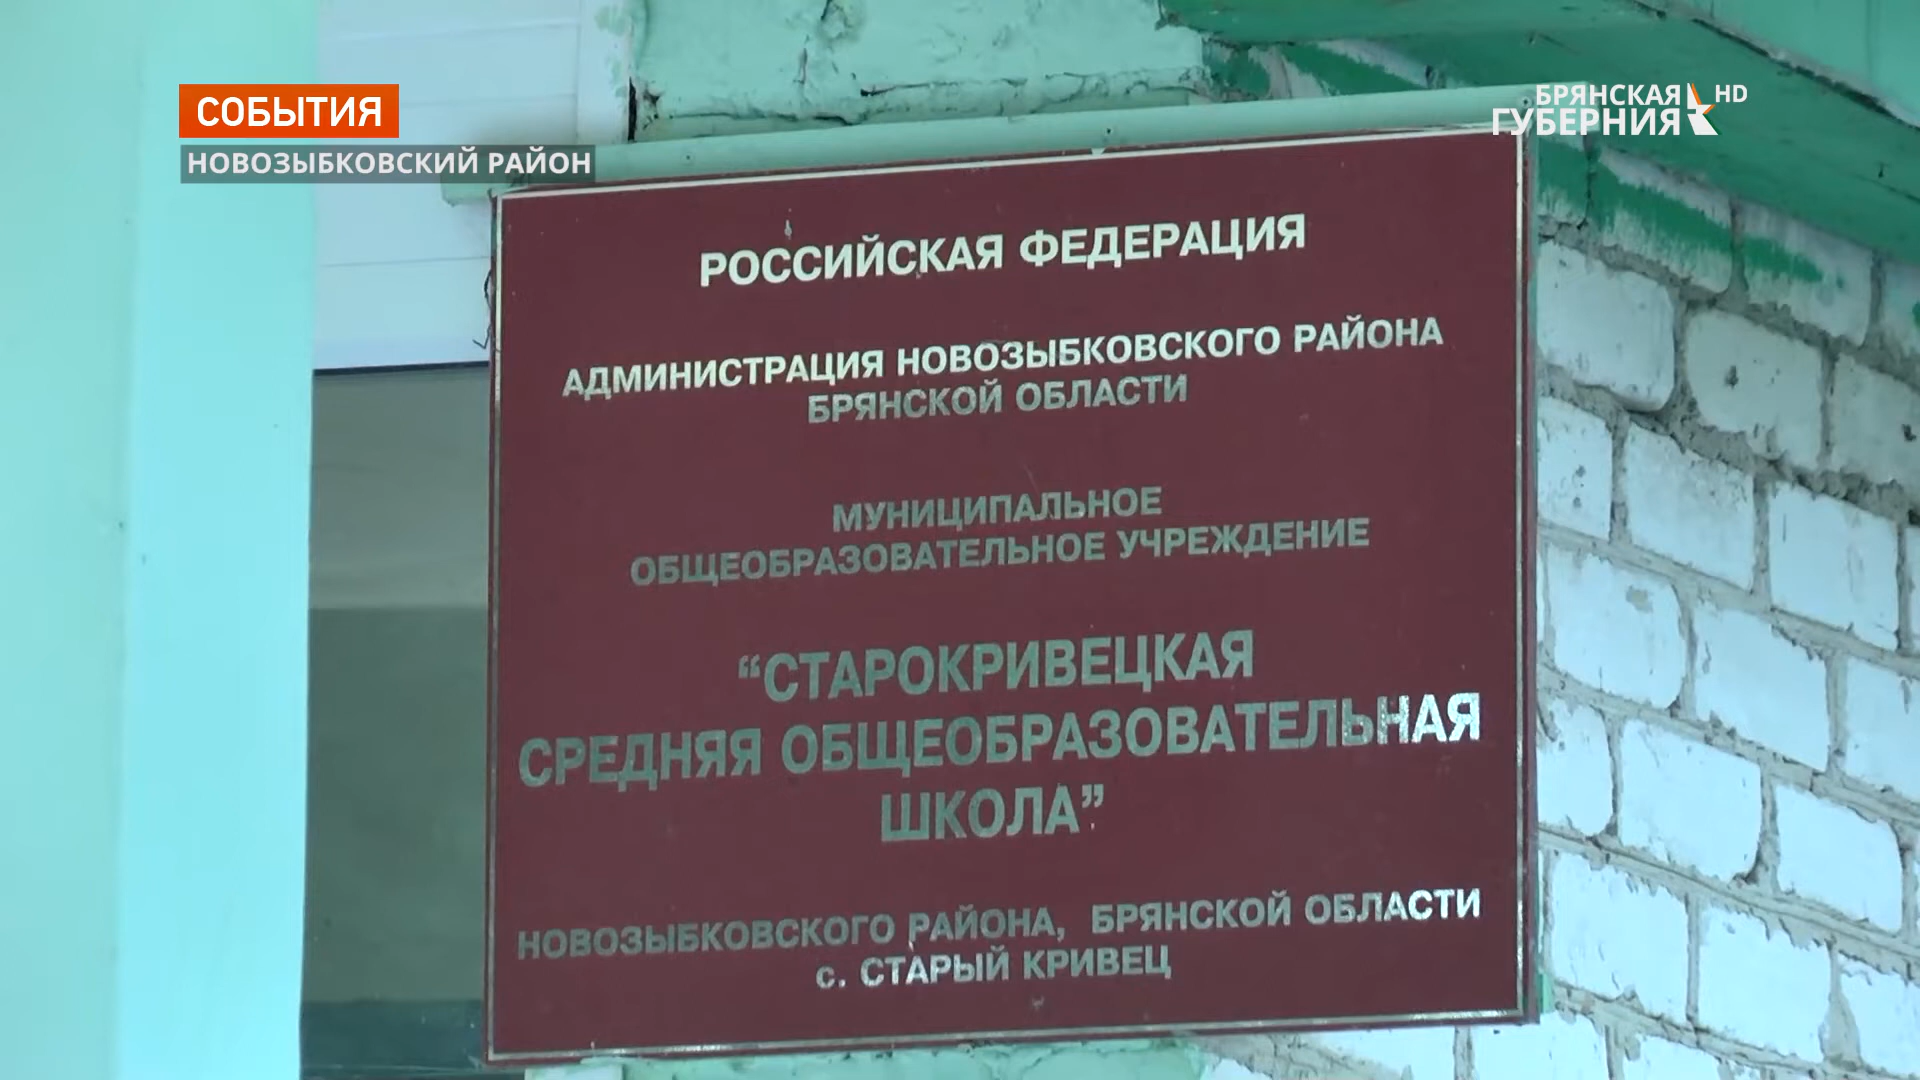 СОБЫТИЯ
НОВОЗЫБКОВСКИЙ РАЙОН
БРЯНСКАЯ HD
ГУБЕРНИЯ
РОССИЙСКАЯ ФЕДЕРАЦИЯ
АДМИНИСТРАЦИЯ НОВОЗЫБКОВСКОГО РАЙОНА
БРЯНСКОЙ ОБЛАСТИ
МУНИЦИПАЛЬНОЕ
ОБЩЕОБРАЗОВАТЕЛЬНОЕ УЧРЕЖДЕНИЕ
“СТАРОКРИВЕЦКАЯ
СРЕДНЯЯ ОБЩЕОБРАЗОВАТЕЛЬНАЯ
ШКОЛА”
НОВОЗЫБКОВСКОГО РАЙОНА, БРЯНСКОЙ ОБЛАСТИ
с. СТАРЫЙ КРИВЕЦ